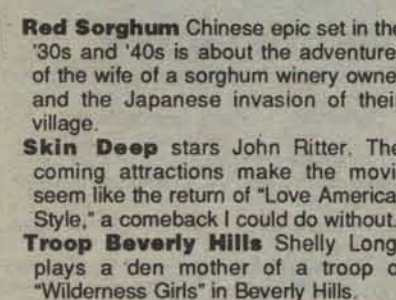 Red Sorghum Chinese epic set in the
'30s and '40s is about the adventure
of the wife of a sorghum winery owne
and the Japanese invasion of thei
village.
Skin Deep stars John Ritter. The
coming attractions make the movi
seem like the return of "Love America
Style," a comeback I could do without.
Troop Beverly Hills Shelly Long
plays a den mother of a troop o
"Wilderness Girls" in Beverly Hills.